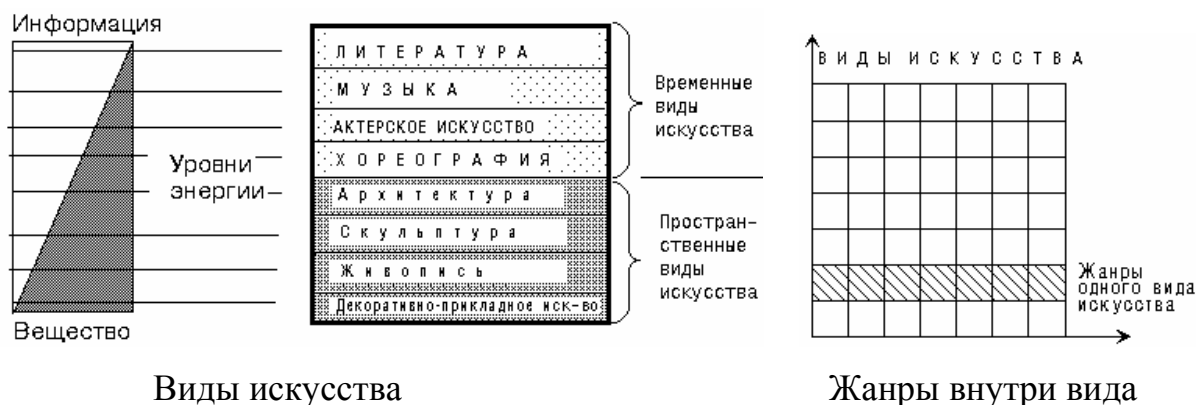 Информация
Уровни
энергии
Вещество
ЛИТЕРАТУРА
МУЗЫКА
АКТЕРСКОЕ ИСКУССТВО
ХОРЕОГРАФИЯ
Архитектура
Скульптура
Живопись
Декоративно-прикладное иск-во
Временные
виды
искусства
Простран-
ственные
виды
искусства
ВИДЫ ИСКУССТВА
Жанры
одного вида
искусства
Виды искусства
Жанры внутри вида